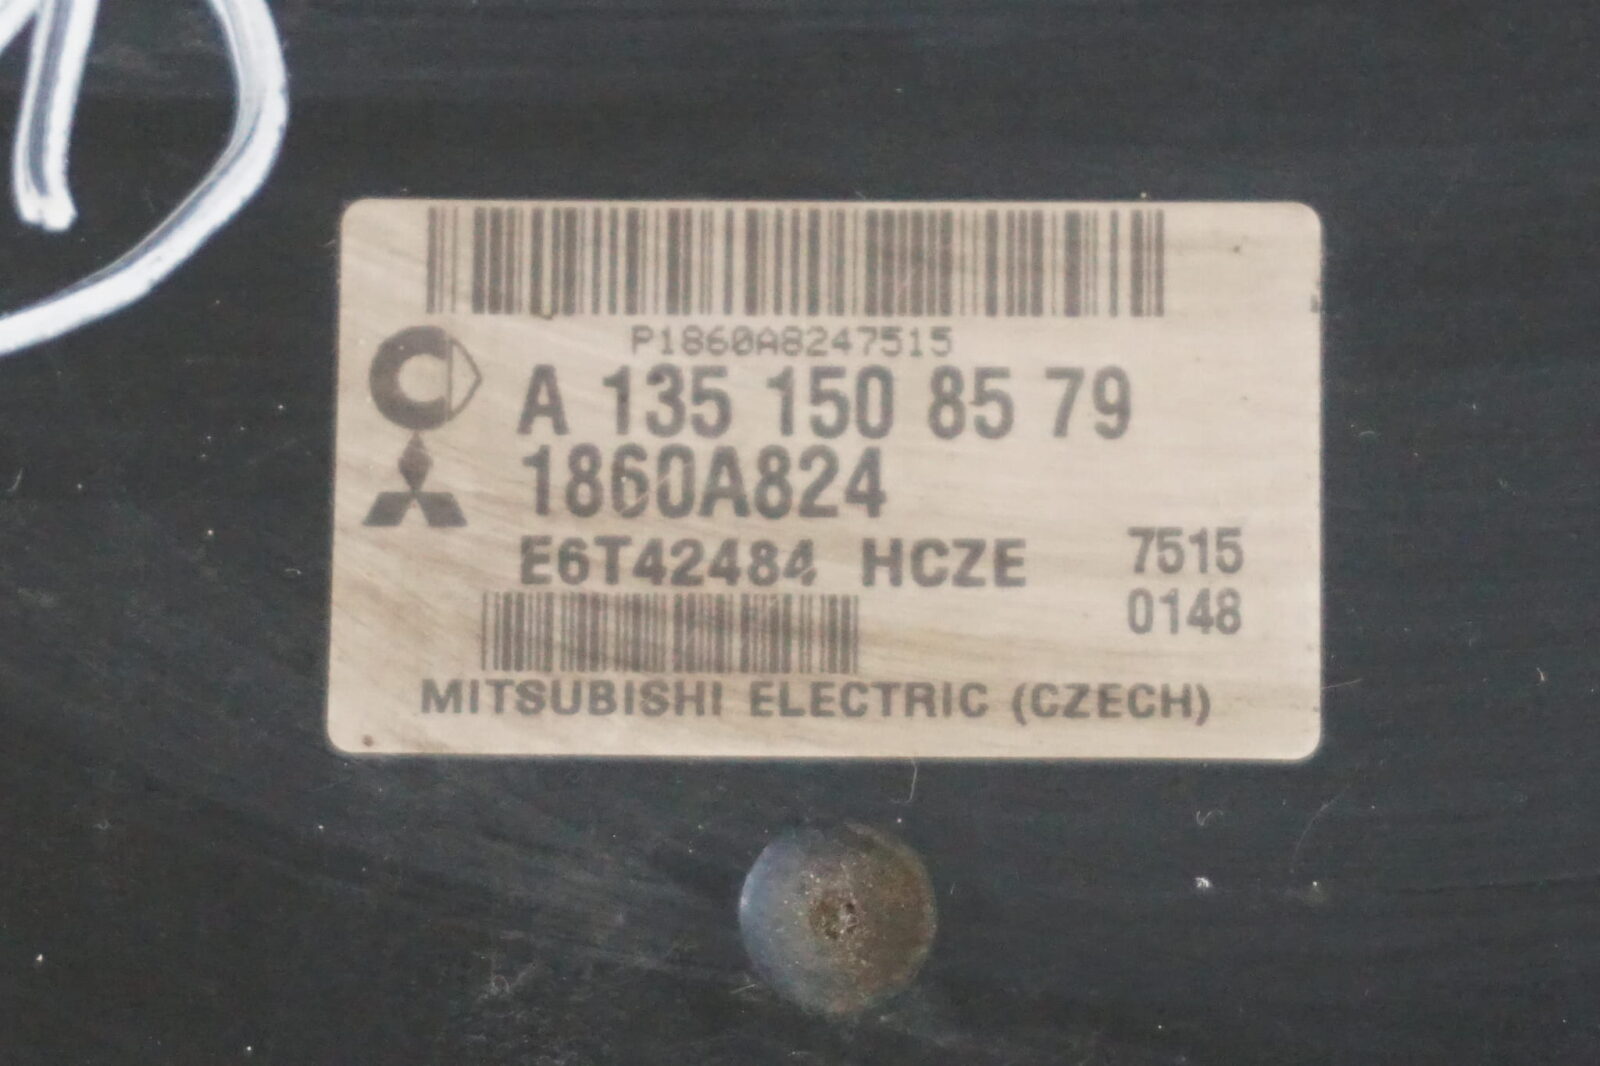 P1860A8247515
A 135 150 85 79
1860A824
E6T42484 HCZE 7515
0148
MITSUBISHI ELECTRIC (CZECH)